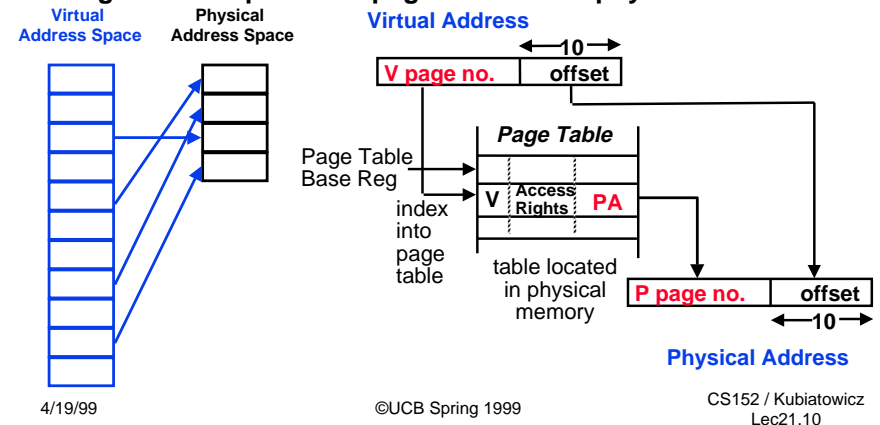 Virtual
Address Space
Physical
Address Space
Virtual Address
10
V page no. offset
Page Table
Page Table
Base Reg
V Access
Rights PA
index
into
page
table
table located
in physical
memory
P page no. offset
10
Physical Address
4/19/99 ©UCB Spring 1999 CS152 / Kubiatowicz
Lec21.10